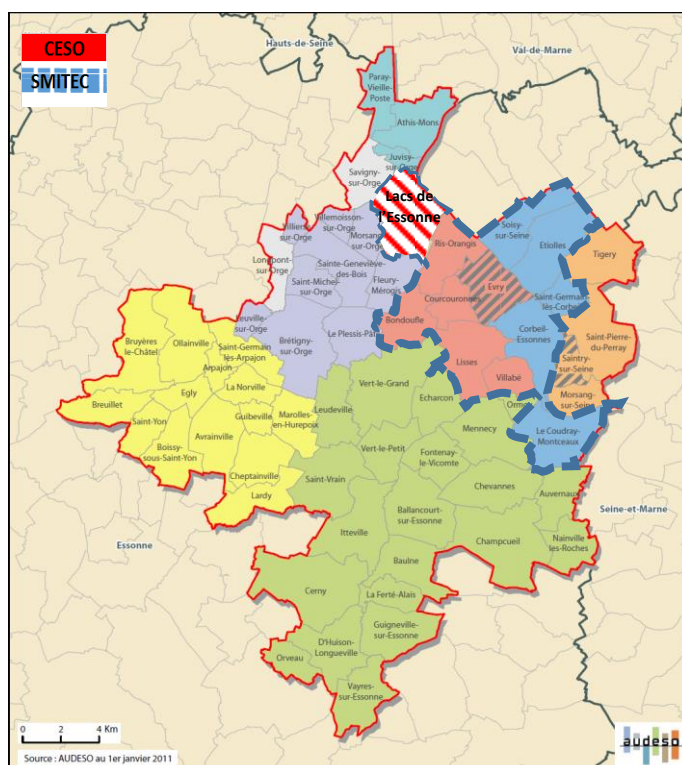 CESO
SMITEC
Hauts-de-Seine
Val-de-Marne
Paray-
Vieille-
Poste
Athis-Mons
Juvisy-
sur-Orge
Savigny-
sur-Orge
Lacs de
l'Essonne
Villemoisson-
sur-Orge
Villiers-
sur-Orge
Morsang-
sur-Orge
Ris-Orangis
Soisy-
sur-Seine
Etiolles
Tigery
Longpont-
sur-Orge
Sainte-Geneviève-
des-Bois
Saint-Michel-
sur-Orge
Fleury-
Mérogis
Evry
Courcouronnes
Saint-Germain
lès-Corbeil
Leuville-
sur-Orge
Brétigny-
sur-Orge
Le Plessis-Pâté
Bondoufle
Corbeil-
Essonnes
Saint-Pierre-
du-Perray
Bruyères
le-Châtel
Ollainville
Saint-Germain
lès-Arpajon
Arpajon
Lisses
Saintry-
sur-Seine
Villabé
Morsang-
sur-Seine
La Norville
Egly
Breuillet
Saint-Yon
Guibeville
Marolles-
en-Hurepoix
Leudeville
Vert-le-Grand
Echarcon
Mennecy
Le Coudray-
Montceaux
Avrainville
Boissy-
sous-Saint-Yon
Vert-le-Petit
Fontenay-
le-Vicomte
Cheptainville
Lardy
Saint-Vrain
Chevannes
Auvernaux
Seine-et-Marne
Essonne
Itteville
Ballancourt-
sur-Essonne
Champcueil
Nainville
les-Roches
Baulne
Cerny
La Ferté-Alais
Guigneville-
sur-Essonne
D'Huison-
Longueville
Orveau
Vayres-
sur-Essonne
0 2 4 Km
Source : AUDESO au 1er janvier 2011
audeso